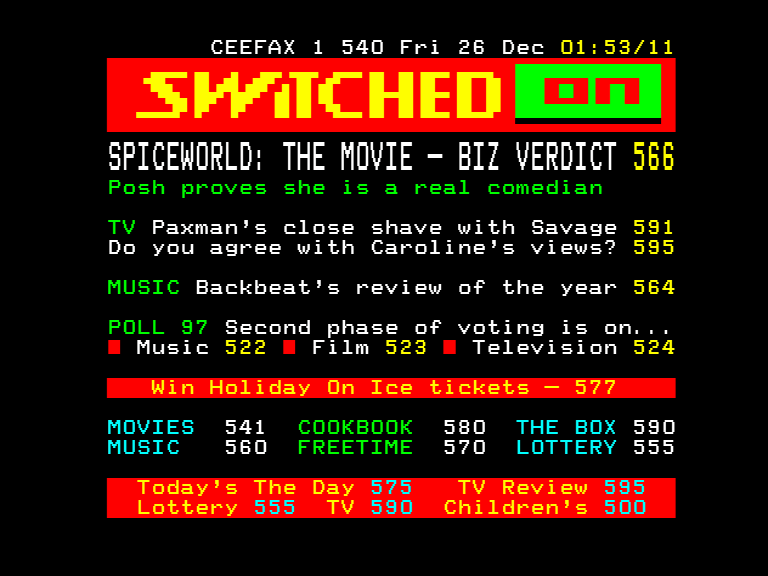 CEEFAX 1 540 Fri 26 Dec 01:53/11
SWITCHED on
SPICEWORLD: THE MOVIE – BIZ VERDICT 566
Posh proves she is a real comedian
TV Paxman's close shave with Savage 591
Do you agree with Caroline's views? 595
MUSIC Backbeat's review of the year 564
POLL 97 Second phase of voting is on...
■ Music 522 ■ Film 523 ■ Television 524
Win Holiday On Ice tickets – 577
MOVIES 541 COOKBOOK 580 THE BOX 590
MUSIC 560 FREETIME 570 LOTTERY 555
Today's The Day 575 TV Review 595
Lottery 555 TV 590 Children's 500